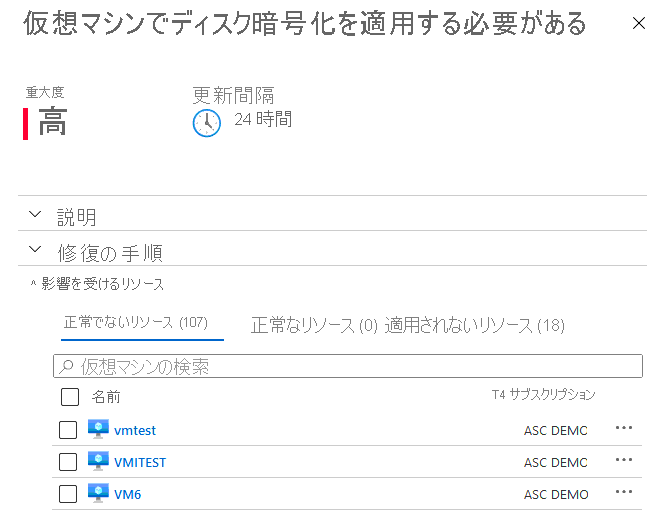 仮想マシンでディスク暗号化を適用する必要がある
重大度
高
更新間隔
24 時間
説明
修復の手順
影響を受けるリソース
正常でないリソース (107) 正常なリソース (0) 適用されないリソース (18)
仮想マシンの検索
名前 T4 サブスクリプション
vmtest ASC DEMO
VMITEST ASC DEMO
VM6 ASC DEMO